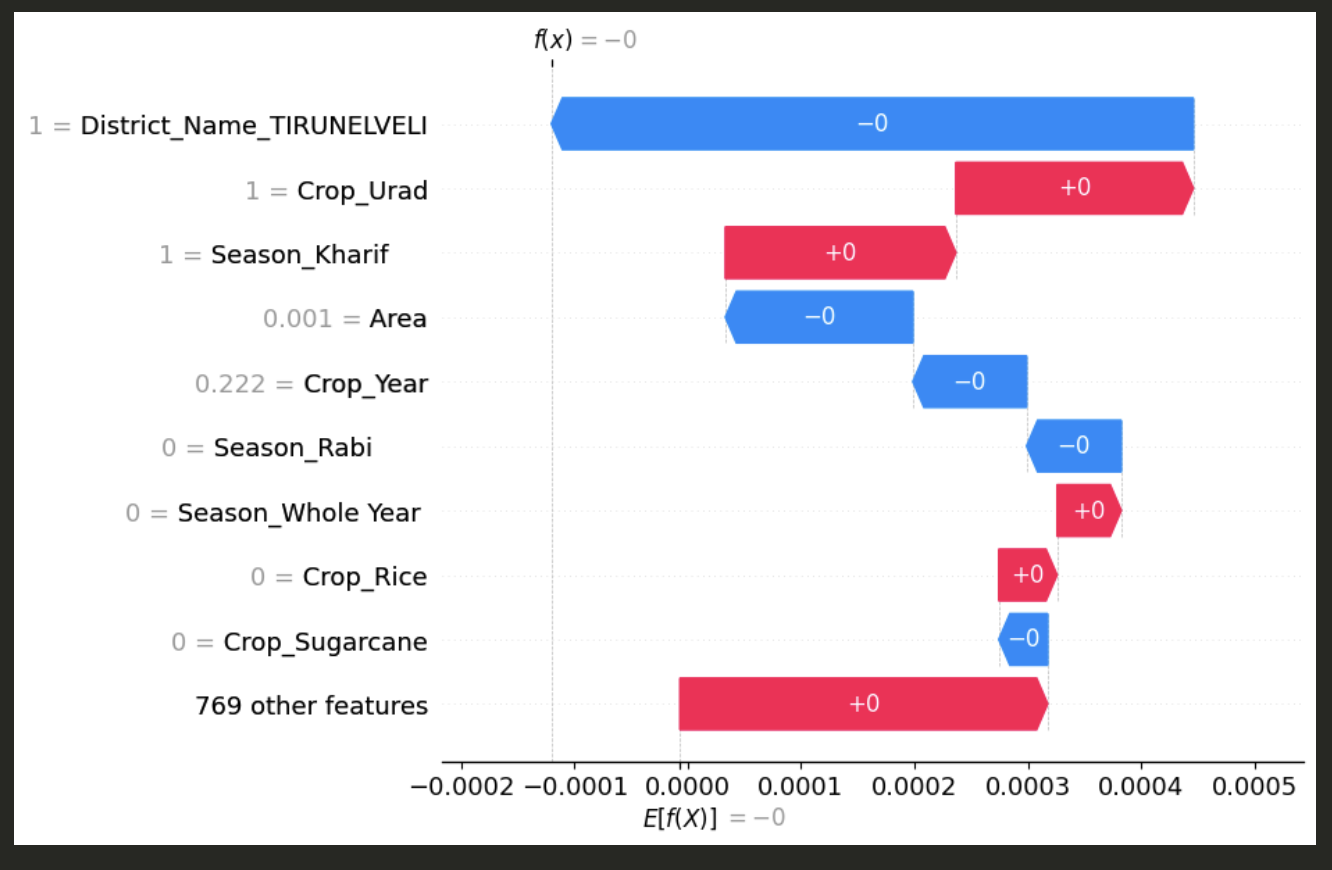 f(x) = −0
1 = District_Name_TIRUNELVELI
−0
1 = Crop_Urad
+0
1 = Season_Kharif
+0
0.001 = Area
−0
0.222 = Crop_Year
−0
0 = Season_Rabi
−0
0 = Season_Whole Year
+0
0 = Crop_Rice
+0
0 = Crop_Sugarcane
−0
769 other features
+0
−0.0002 −0.0001 0.0000 0.0001 0.0002 0.0003 0.0004 0.0005
E[f(X)] = −0